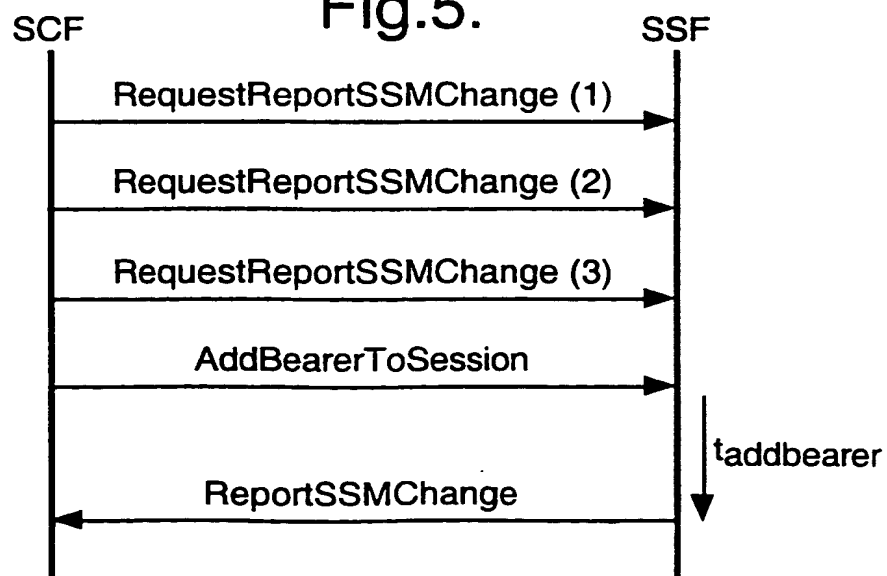 Fig.5.
SCF
SSF
RequestReportSSMChange (1)
RequestReportSSMChange (2)
RequestReportSSMChange (3)
AddBearerToSession
taddbearer
ReportSSMChange